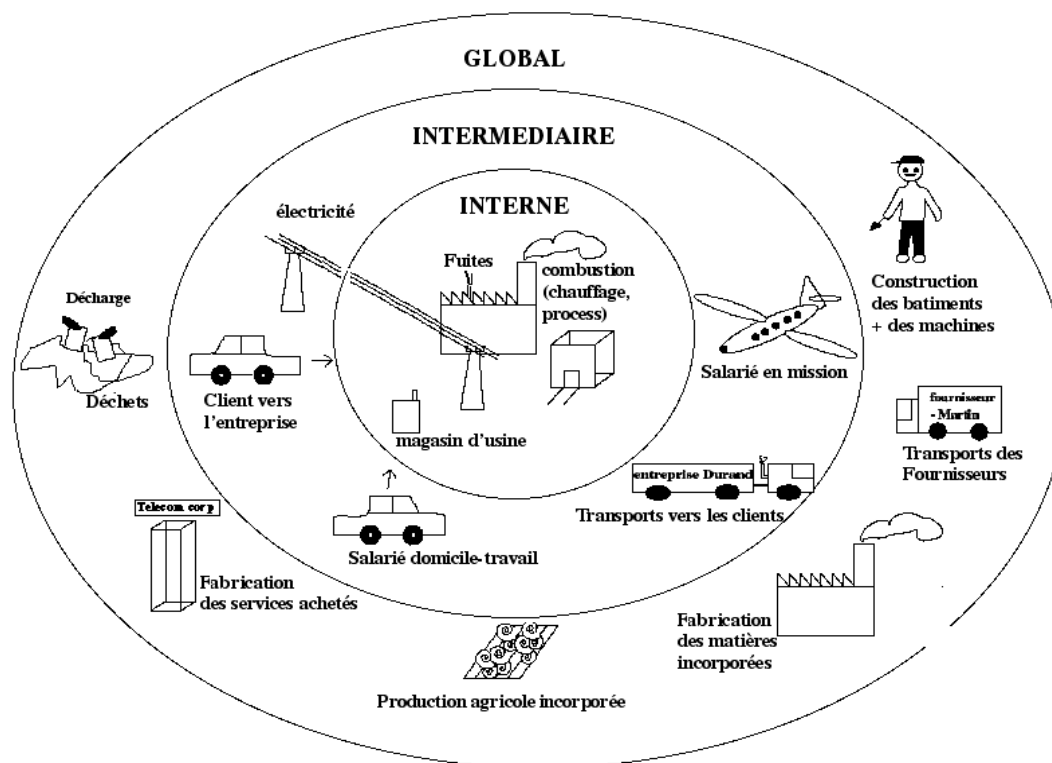 GLOBAL
INTERMEDIAIRE
INTERNE
électricité
Fuites
combustion
(chauffage,
process)
Construction
des batiments
+ des machines
Décharge
Déchets
Client vers
l'entreprise
magasin d'usine
Salarié en mission
fournisseur
- Martin
Transports des
Fournisseurs
entreprise Durand
Transports vers les clients
Telecom corp
Salarié domicile-travail
Fabrication
des services achetés
Fabrication
des matières
incorporées
Production agricole incorporée